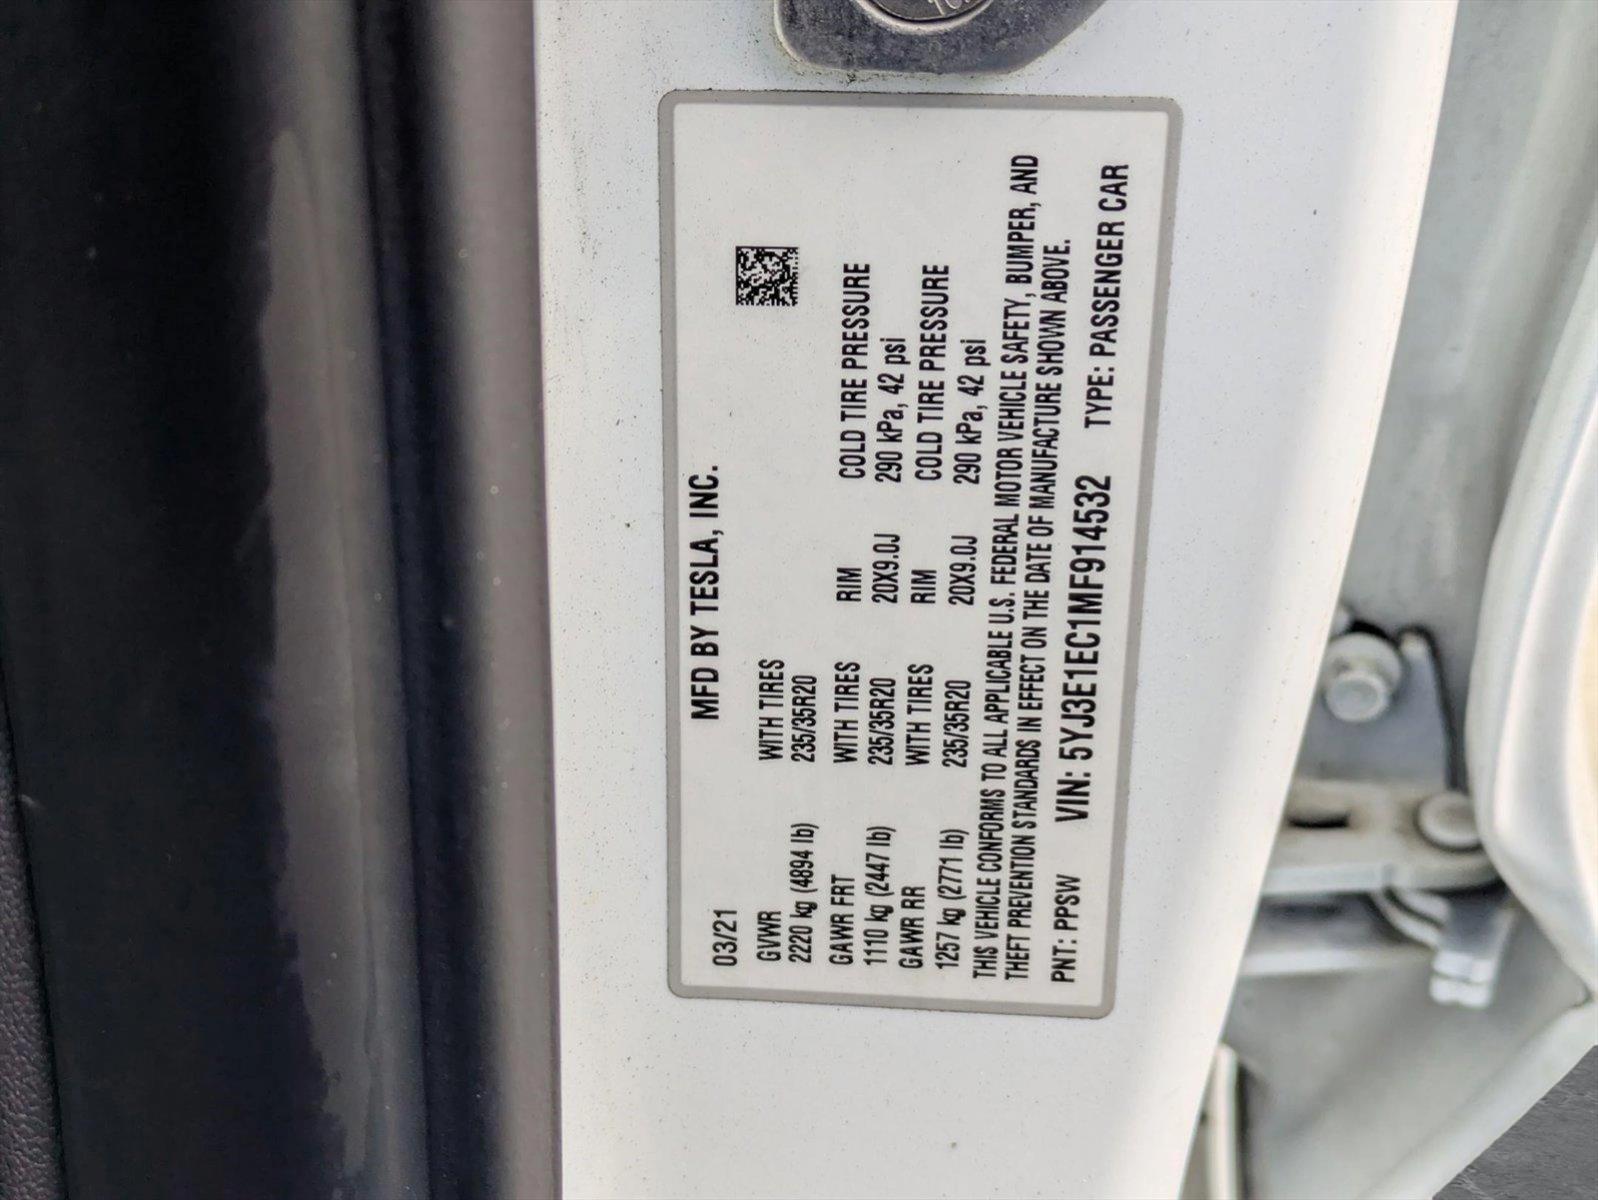 MFD BY TESLA, INC.
03/21
GVWR WITH TIRES
2220 kg (4894 lb) 235/35R20
GAWR FRT WITH TIRES RIM COLD TIRE PRESSURE
1110 kg (2447 lb) 235/35R20 20X9.0J 290 kPa, 42 psi
GAWR RR WITH TIRES RIM COLD TIRE PRESSURE
1257 kg (2771 lb) 235/35R20 20X9.0J 290 kPa, 42 psi
THIS VEHICLE CONFORMS TO ALL APPLICABLE U.S. FEDERAL MOTOR VEHICLE SAFETY, BUMPER, AND
THEFT PREVENTION STANDARDS IN EFFECT ON THE DATE OF MANUFACTURE SHOWN ABOVE.
PNT: PPSW VIN: 5YJ3E1EC1MF914532 TYPE: PASSENGER CAR